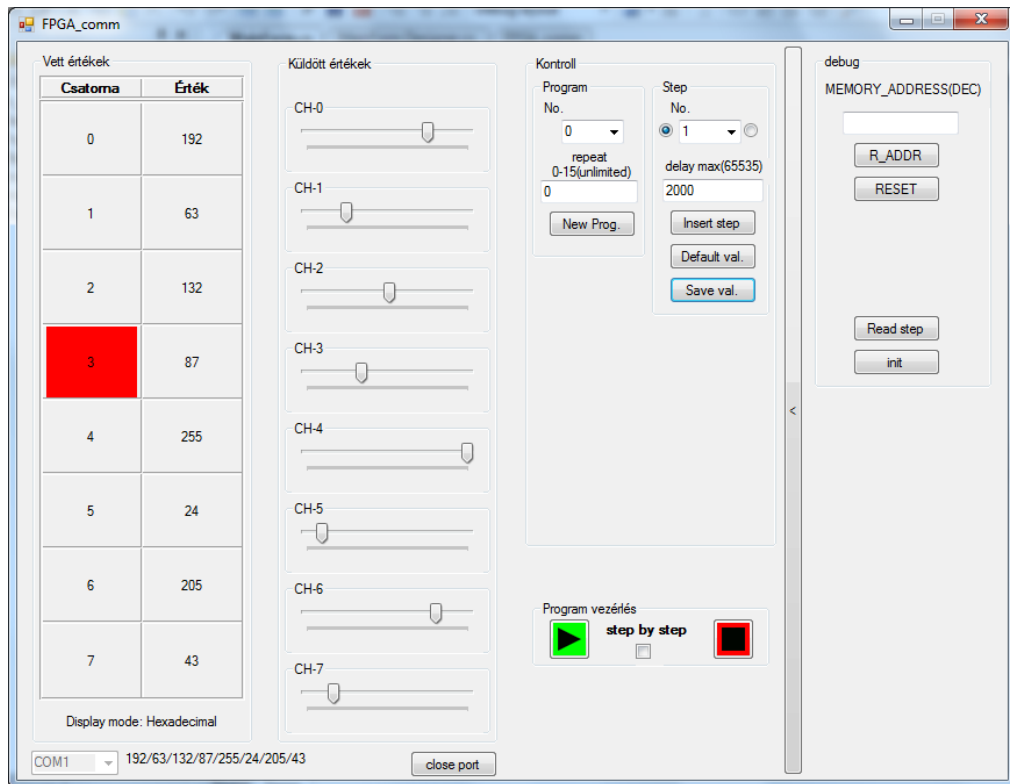 FPGA_comm
Vett értékek
Csatorna Érték
0 192
1 63
2 132
3 87
4 255
5 24
6 205
7 43
Display mode: Hexadecimal
COM1 192/63/132/87/255/24/205/43
close port
Küldött értékek
CH-0
CH-1
CH-2
CH-3
CH-4
CH-5
CH-6
CH-7
Kontroll
Program
No.
0
repeat
0-15(unlimited)
0
New Prog.
Step
No.
1
delay max(65535)
2000
Insert step
Default val.
Save val.
Program vezérlés
step by step
<
debug
MEMORY_ADDRESS(DEC)
R_ADDR
RESET
Read step
init